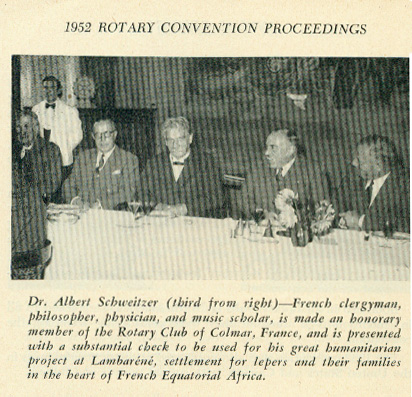 1952 ROTARY CONVENTION PROCEEDINGS
Dr. Albert Schweitzer (third from right)—French clergyman,
philosopher, physician, and music scholar, is made an honorary
member of the Rotary Club of Colmar, France, and is presented
with a substantial check to be used for his great humanitarian
project at Lambaréné, settlement for lepers and their families
in the heart of French Equatorial Africa.